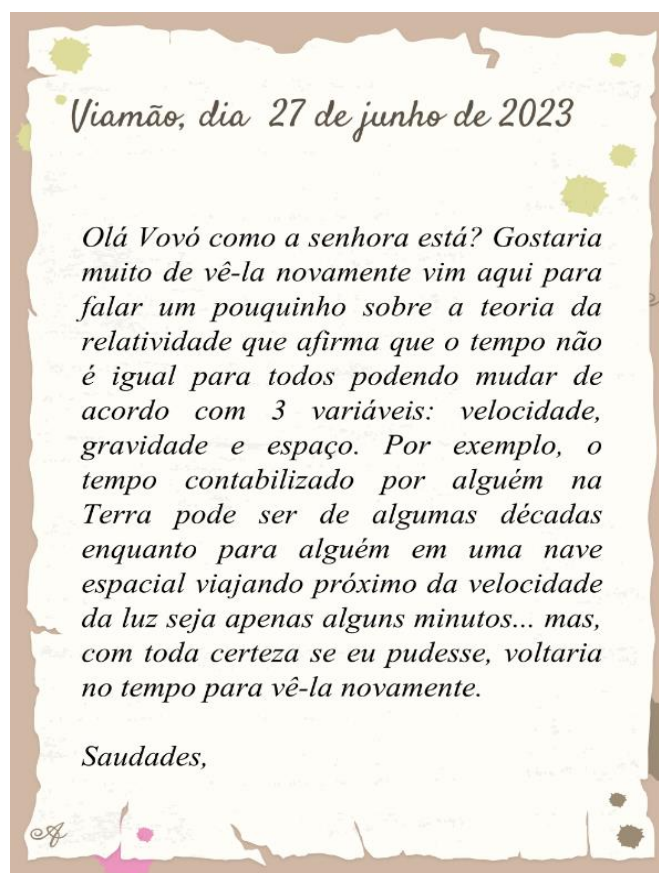 Viamão, dia 27 de junho de 2023
Olá Vovó como a senhora está? Gostaria
muito de vê-la novamente vim aqui para
falar um pouquinho sobre a teoria da
relatividade que afirma que o tempo não
é igual para todos podendo mudar de
acordo com 3 variáveis: velocidade,
gravidade e espaço. Por exemplo, o
tempo contabilizado por alguém na
Terra pode ser de algumas décadas
enquanto para alguém em uma nave
espacial viajando próximo da velocidade
da luz seja apenas alguns minutos... mas,
com toda certeza se eu pudesse, voltaria
no tempo para vê-la novamente.
Saudades,